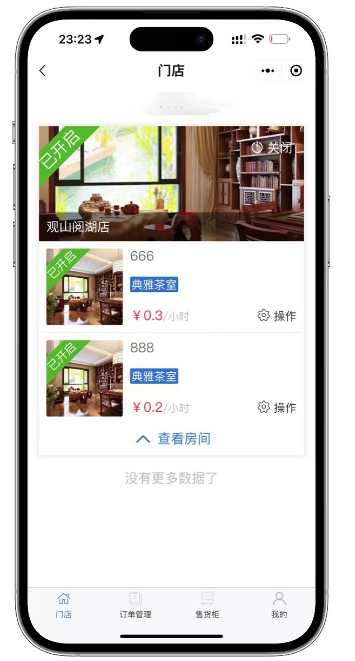 23:23
门店
已开启
关闭
观山阅湖店
已开启
666
典雅茶室
￥0.3/小时
操作
已开启
888
典雅茶室
￥0.2/小时
操作
查看房间
没有更多数据了
门店
订单管理
售货柜
我的